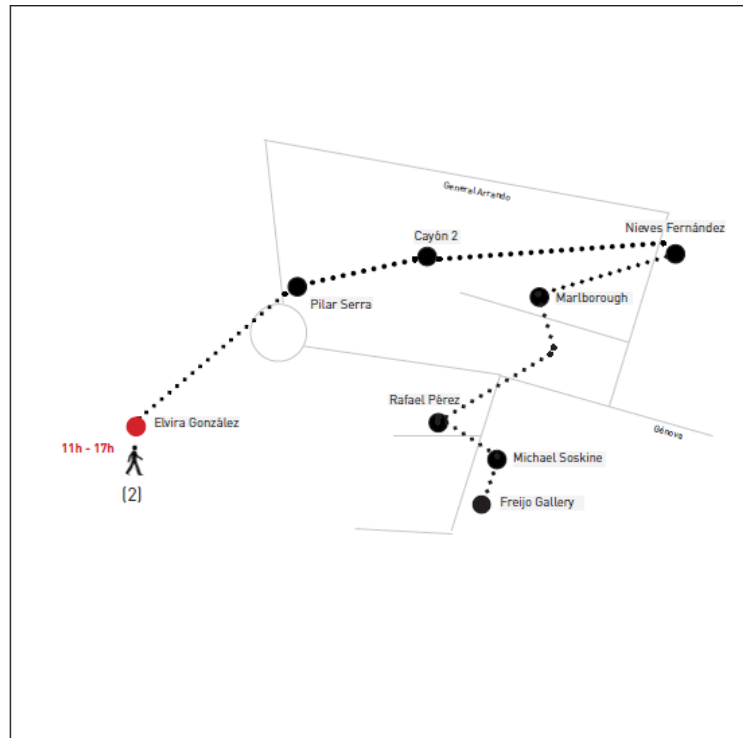 General Arrando
Nieves Fernández
Cayón 2
Marlborough
Pilar Serra
Rafael Pérez
Elvira Gonzàlez
Génova
11h - 17h
Michael Soskine
(2)
Freijo Gallery